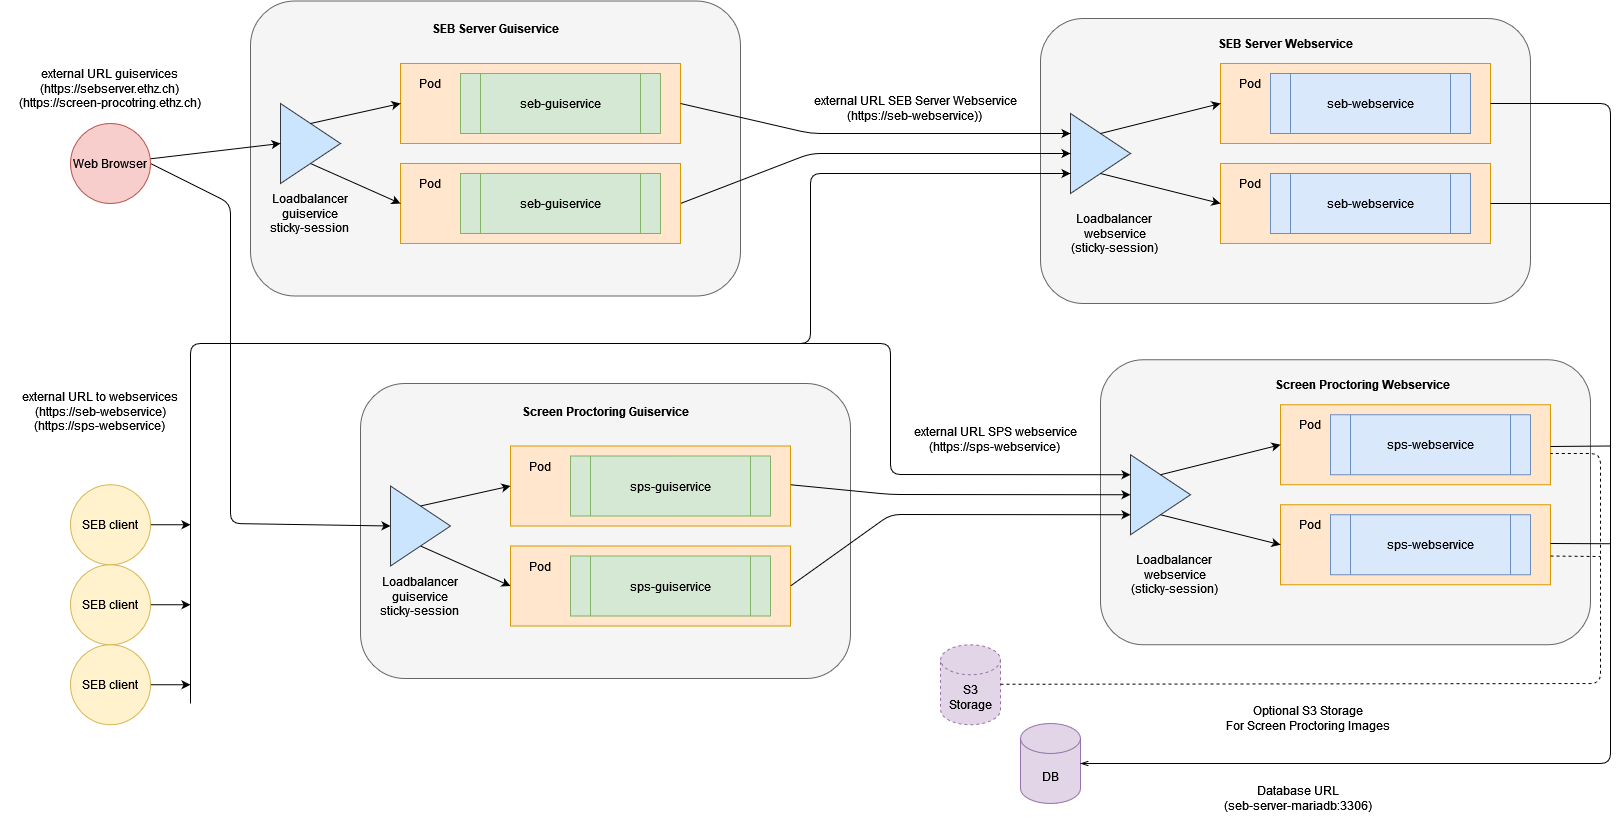 SEB Server Guiservice
external URL guiservices
(https://sebserver.ethz.ch)
(https://screen-procotring.ethz.ch)
Web Browser
Pod
seb-guiservice
Pod
seb-guiservice
Loadbalancer
guiservice
sticky-session
external URL SEB Server Webservice
(https://seb-webservice))
SEB Server Webservice
Pod
seb-webservice
Pod
seb-webservice
Loadbalancer
webservice
(sticky-session)
external URL to webservices
(https://seb-webservice)
(https://sps-webservice)
SEB client
SEB client
SEB client
Screen Proctoring Guiservice
Pod
sps-guiservice
Pod
sps-guiservice
Loadbalancer
guiservice
sticky-session
external URL SPS webservice
(https://sps-webservice)
Screen Proctoring Webservice
Pod
sps-webservice
Pod
sps-webservice
Loadbalancer
webservice
(sticky-session)
S3
Storage
Optional S3 Storage
For Screen Proctoring Images
DB
Database URL
(seb-server-mariadb:3306)